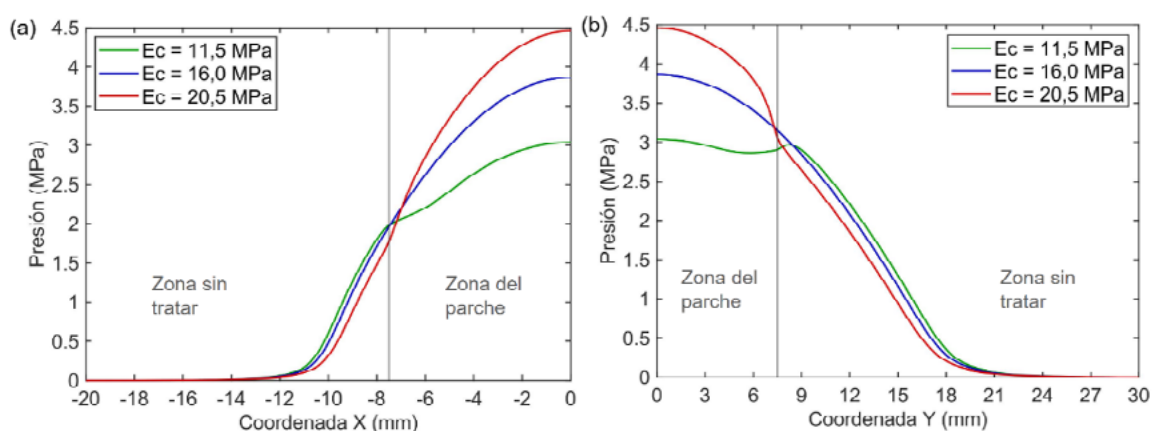 (a)
4.5
4
3.5
3
2.5
2
1.5
1
0.5
0
Presión (MPa)
Ec = 11,5 MPa
Ec = 16,0 MPa
Ec = 20,5 MPa
Zona sin
tratar
Zona del
parche
-20 -18 -16 -14 -12 -10 -8 -6 -4 -2 0
Coordenada X (mm)
(b)
4.5
4
3.5
3
2.5
2
1.5
1
0.5
0
Presión (MPa)
Ec = 11,5 MPa
Ec = 16,0 MPa
Ec = 20,5 MPa
Zona del
parche
Zona sin
tratar
0 3 6 9 12 15 18 21 24 27 30
Coordenada Y (mm)